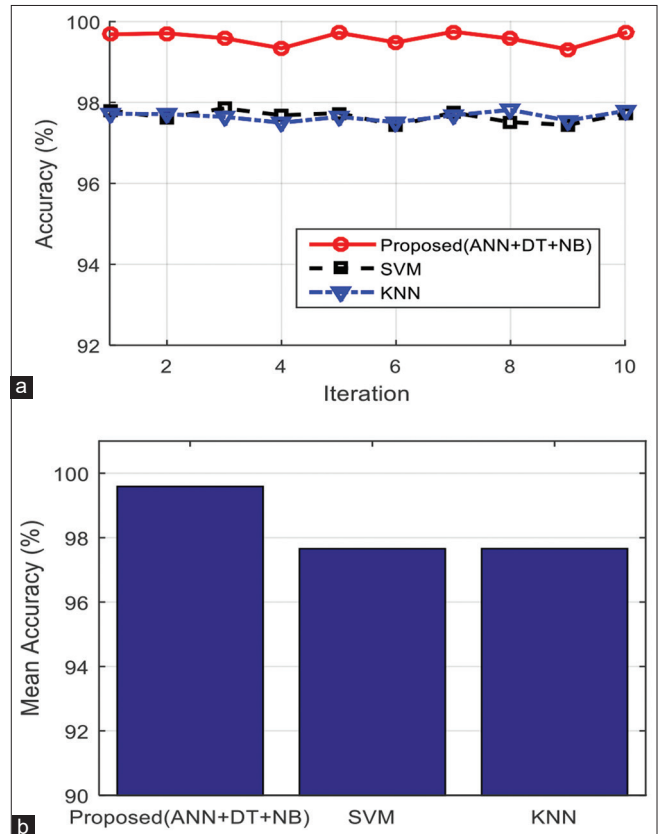 100
98
96
94
92
Accuracy (%)
Proposed(ANN+DT+NB)
SVM
KNN
2 4 6 8 10
Iteration
a
100
98
96
94
92
90
Mean Accuracy (%)
Proposed(ANN+DT+NB) SVM KNN
b